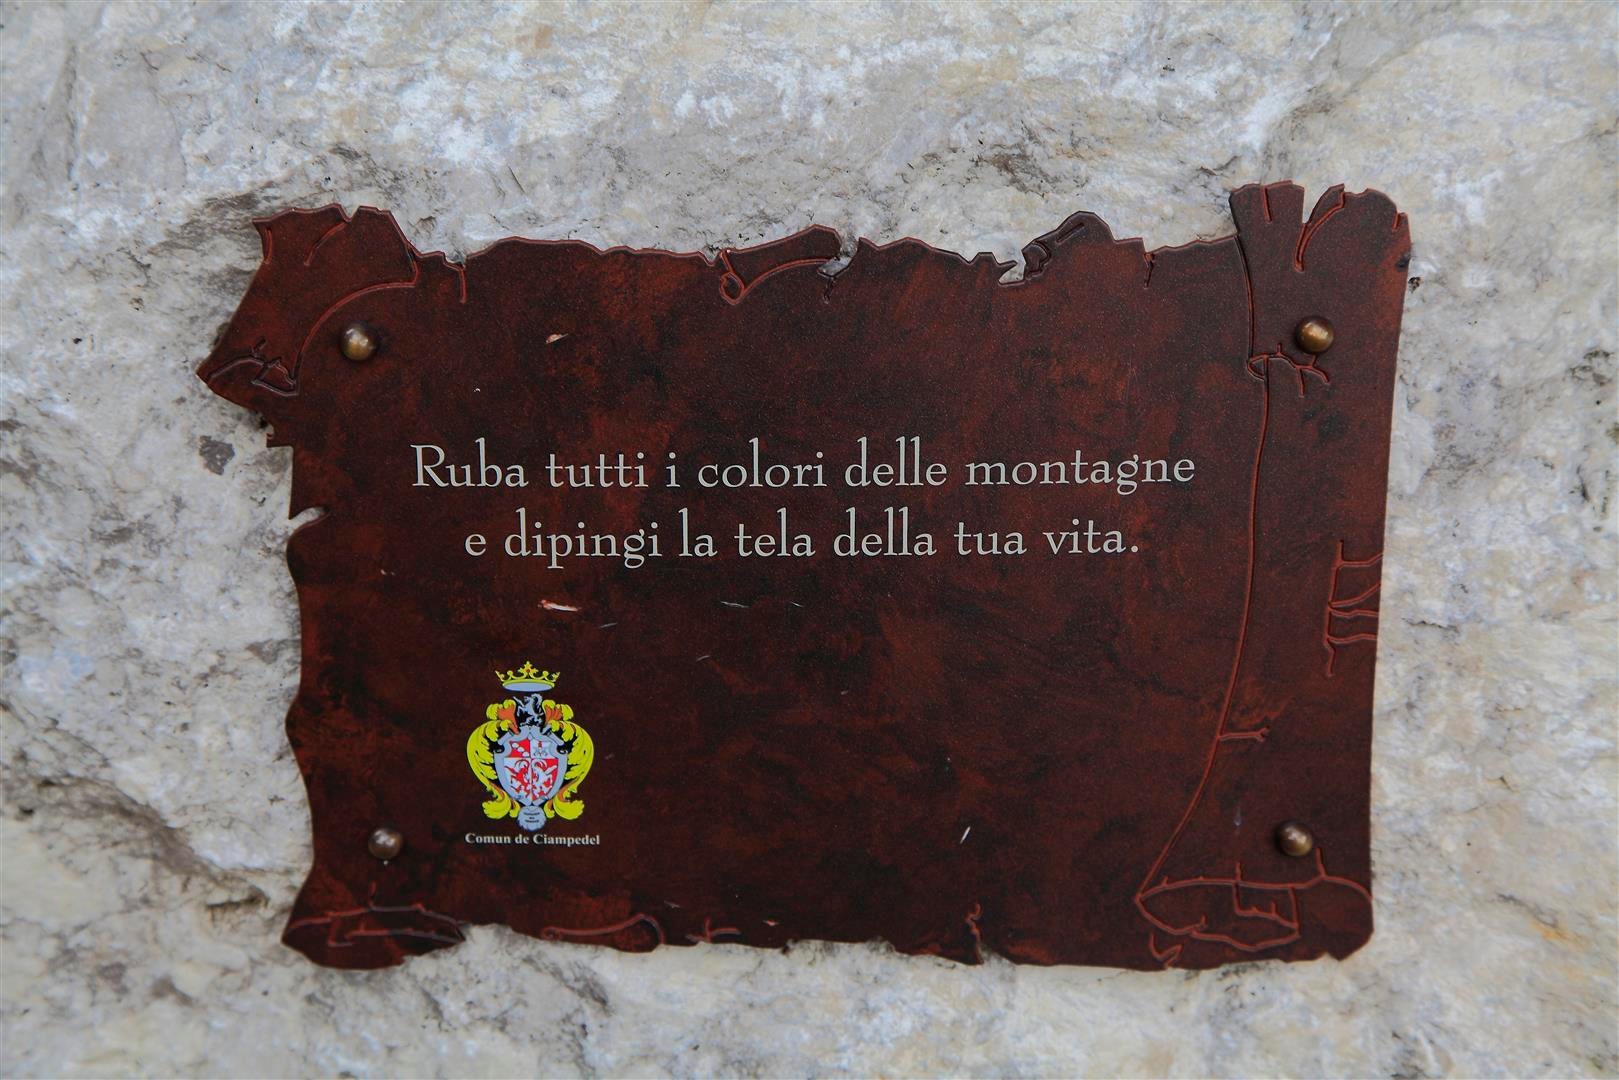 Ruba tutti i colori delle montagne
e dipingi la tela della tua vita.
Comun de Ciampedel